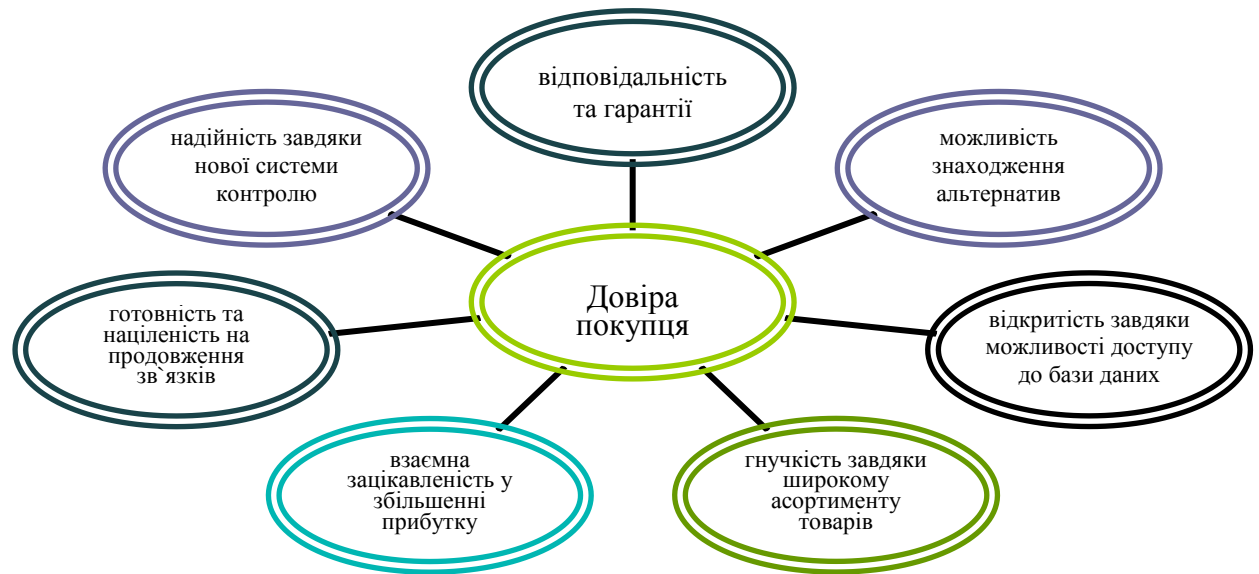 відповідальність
та гарантії
надійність завдяки
нової системи
контролю
можливість
знаходження
альтернатив
Довіра
покупця
готовність та
націленість на
продовження
зв`язків
відкритість завдяки
можливості доступу
до бази даних
взаємна
зацікавленість у
збільшенні
прибутку
гнучкість завдяки
широкому
асортименту
товарів